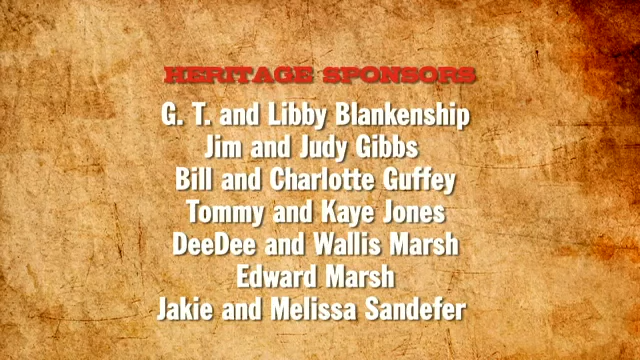 HERITAGE SPONSORS
G. T. and Libby Blankenship
Jim and Judy Gibbs
Bill and Charlotte Guffey
Tommy and Kaye Jones
DeeDee and Wallis Marsh
Edward Marsh
Jakie and Melissa Sandefer